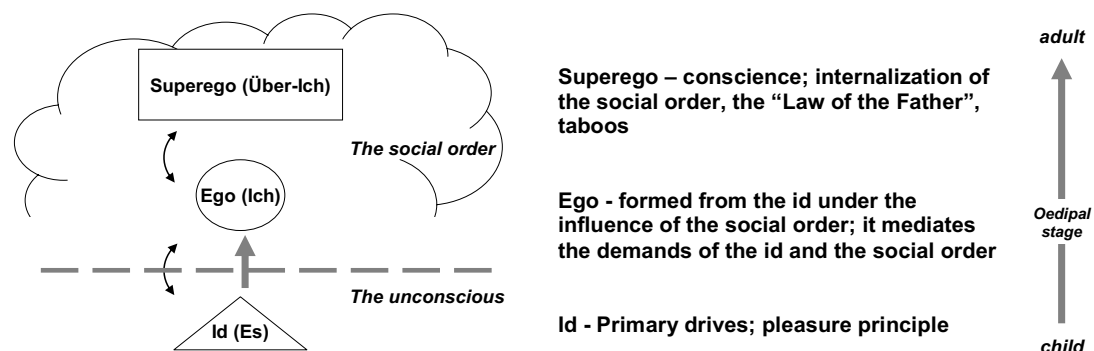 Superego (Über-Ich)
The social order
Ego (Ich)
The unconscious
Id (Es)
Superego – conscience; internalization of
the social order, the “Law of the Father”,
taboos
Ego - formed from the id under the
influence of the social order; it mediates
the demands of the id and the social order
Id - Primary drives; pleasure principle
adult
Oedipal
stage
child